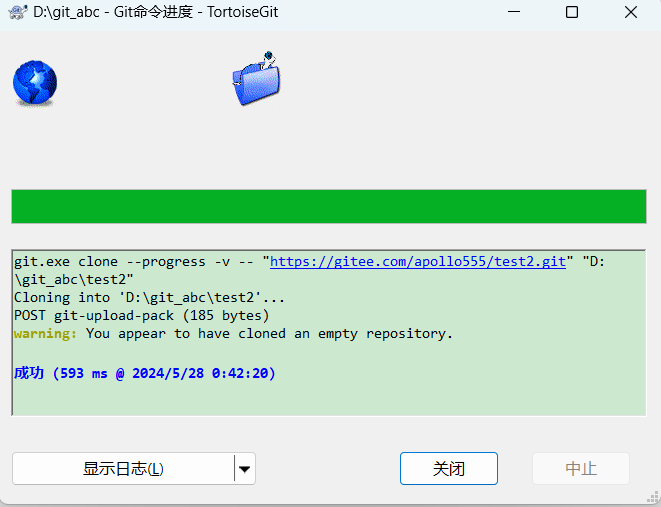 D:\git_abc - Git命令进度 - TortoiseGit
git.exe clone --progress -v -- "https://gitee.com/apollo555/test2.git" "D:
\git_abc\test2"
Cloning into 'D:\git_abc\test2'...
POST git-upload-pack (185 bytes)
warning: You appear to have cloned an empty repository.
成功 (593 ms @ 2024/5/28 0:42:20)
显示日志(L) 关闭 中止